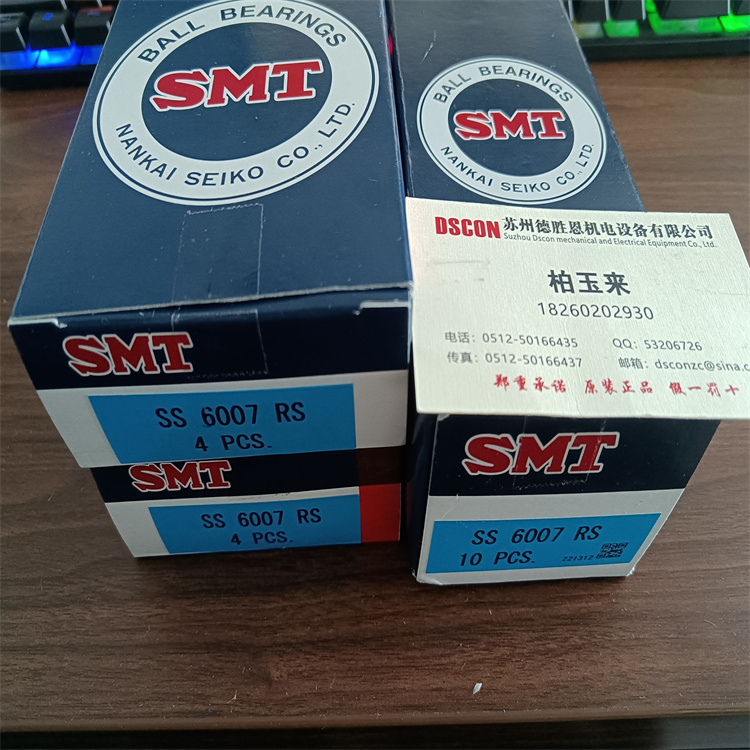 BALL BEARINGS
SMT
NANKAI SEIKO CO., LTD.
SMT
SS 6007 RS
4 PCS.
SMT
SS 6007 RS
4 PCS.
BALL BEARINGS
SMT
NANKAI SEIKO CO., LTD.
DSCON 苏州德胜恩机电设备有限公司
Suzhou Dscon mechanical and Electrical Equipment Co., Ltd.
柏玉来
18260202930
电话：0512-50166435 QQ：53206726
传真：0512-50166437 邮箱：dsconzc@sina.c
郑重承诺 原装正品 假一罚十
SMT
SS 6007 RS
10 PCS. 221312